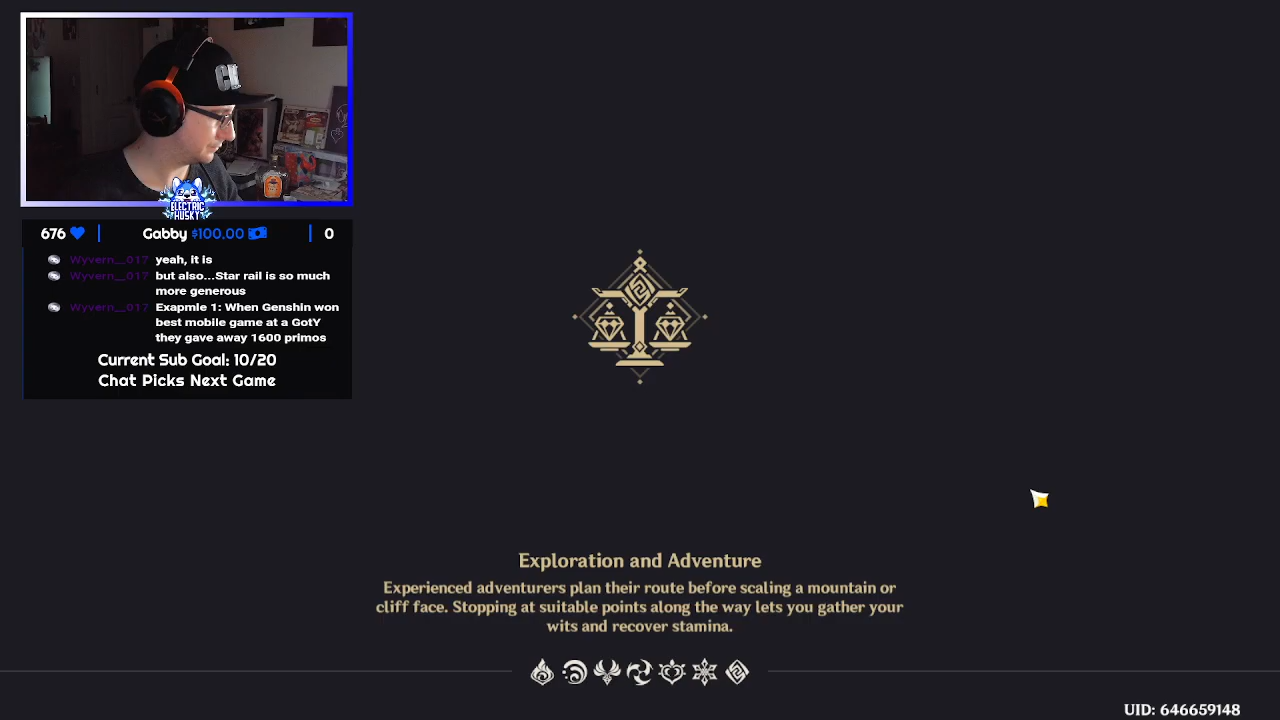 ELECTRIC
HUSKY
676
Gabby $100.00
0
Wyvern__017 yeah, it is
Wyvern__017 but also...Star rail is so much
more generous
Wyvern__017 Exapmle 1: When Genshin won
best mobile game at a GotY
they gave away 1600 primos
Current Sub Goal: 10/20
Chat Picks Next Game
Exploration and Adventure
Experienced adventurers plan their route before scaling a mountain or
cliff face. Stopping at suitable points along the way lets you gather your
wits and recover stamina.
UID: 646659148